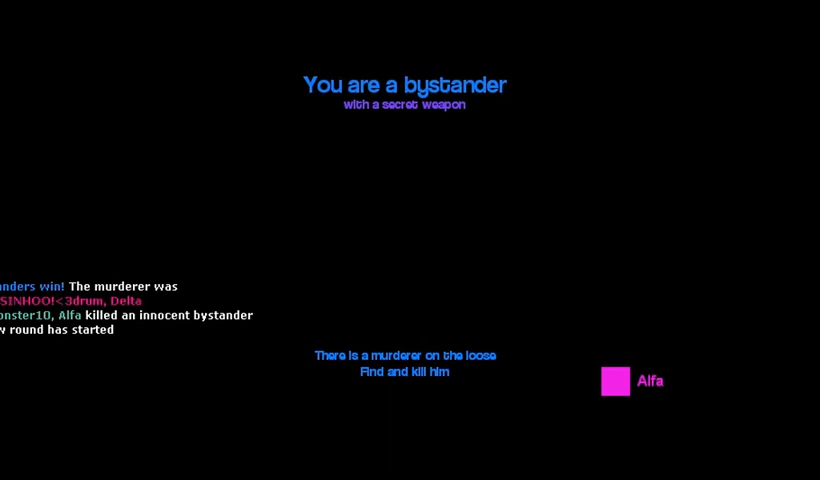 You are a bystander
with a secret weapon
anders win! The murderer was
SINHOO!<3drum, Delta
onster10, Alfa killed an innocent bystander
w round has started
There is a murderer on the loose
Find and kill him
Alfa